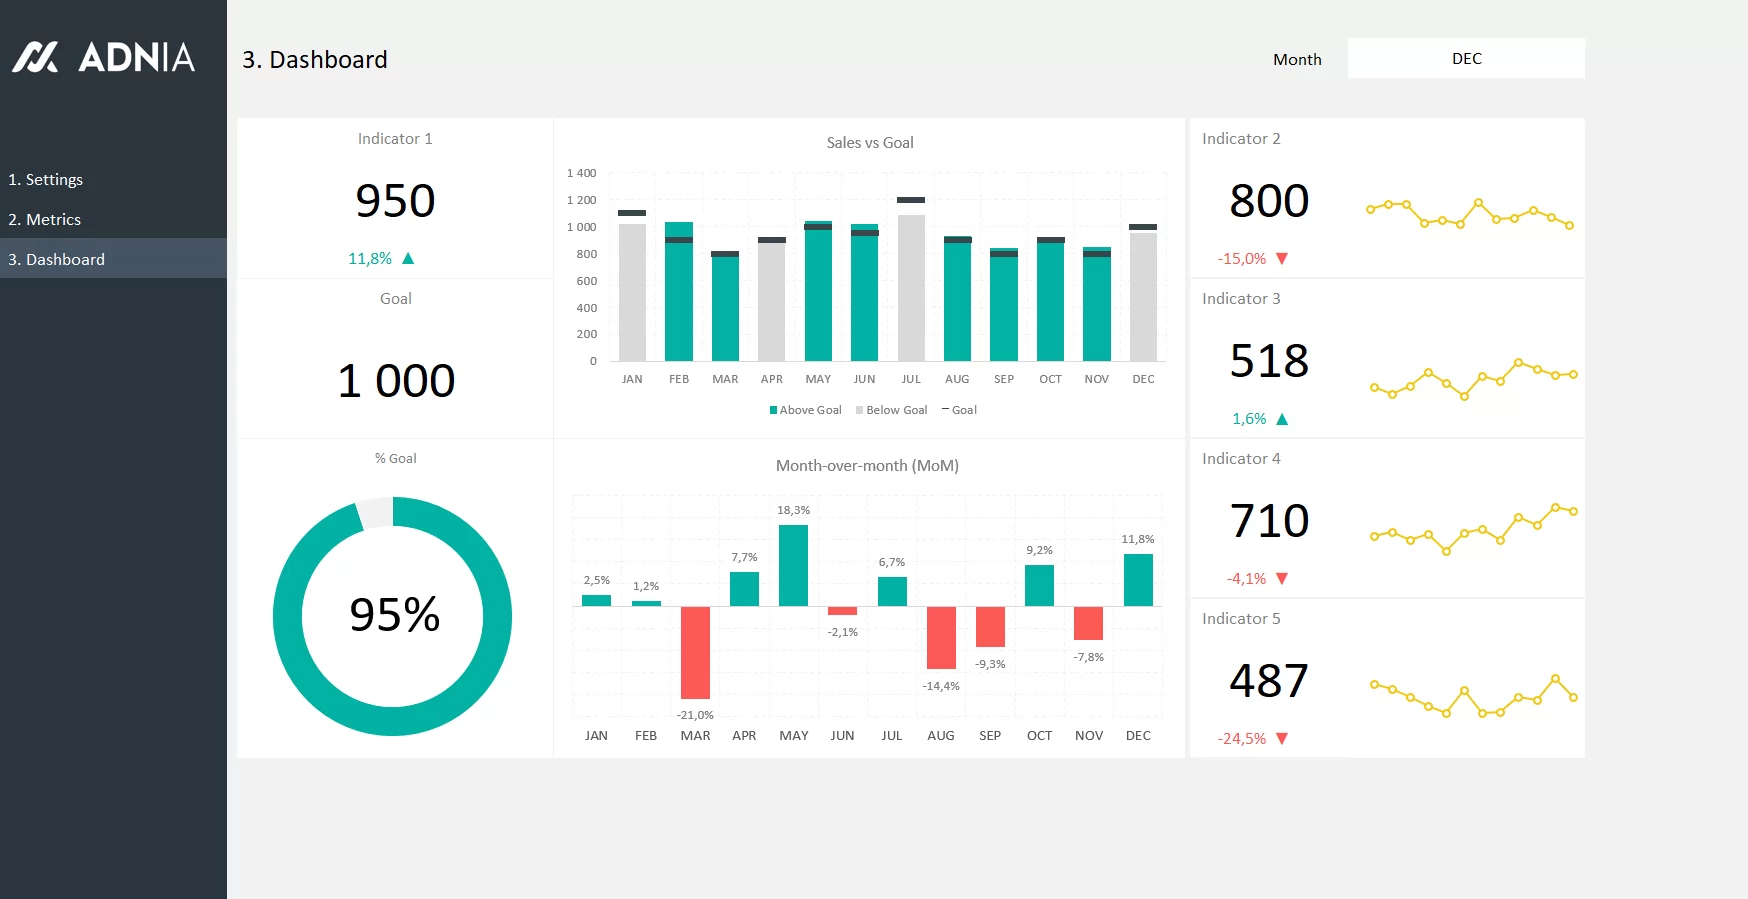 ADNIA
3. Dashboard
Month
DEC
1. Settings
2. Metrics
3. Dashboard
Indicator 1
950
11,8% ▲
Goal
1 000
% Goal
95%
Sales vs Goal
1 400
1 200
1 000
800
600
400
200
0
JAN FEB MAR APR MAY JUN JUL AUG SEP OCT NOV DEC
Above Goal Below Goal Goal
Month-over-month (MoM)
2,5% 1,2% -21,0% 7,7% 18,3% -2,1% 6,7% -14,4% -9,3% 9,2% -7,8% 11,8%
JAN FEB MAR APR MAY JUN JUL AUG SEP OCT NOV DEC
Indicator 2
800
-15,0% ▼
Indicator 3
518
1,6% ▲
Indicator 4
710
-4,1% ▼
Indicator 5
487
-24,5% ▼